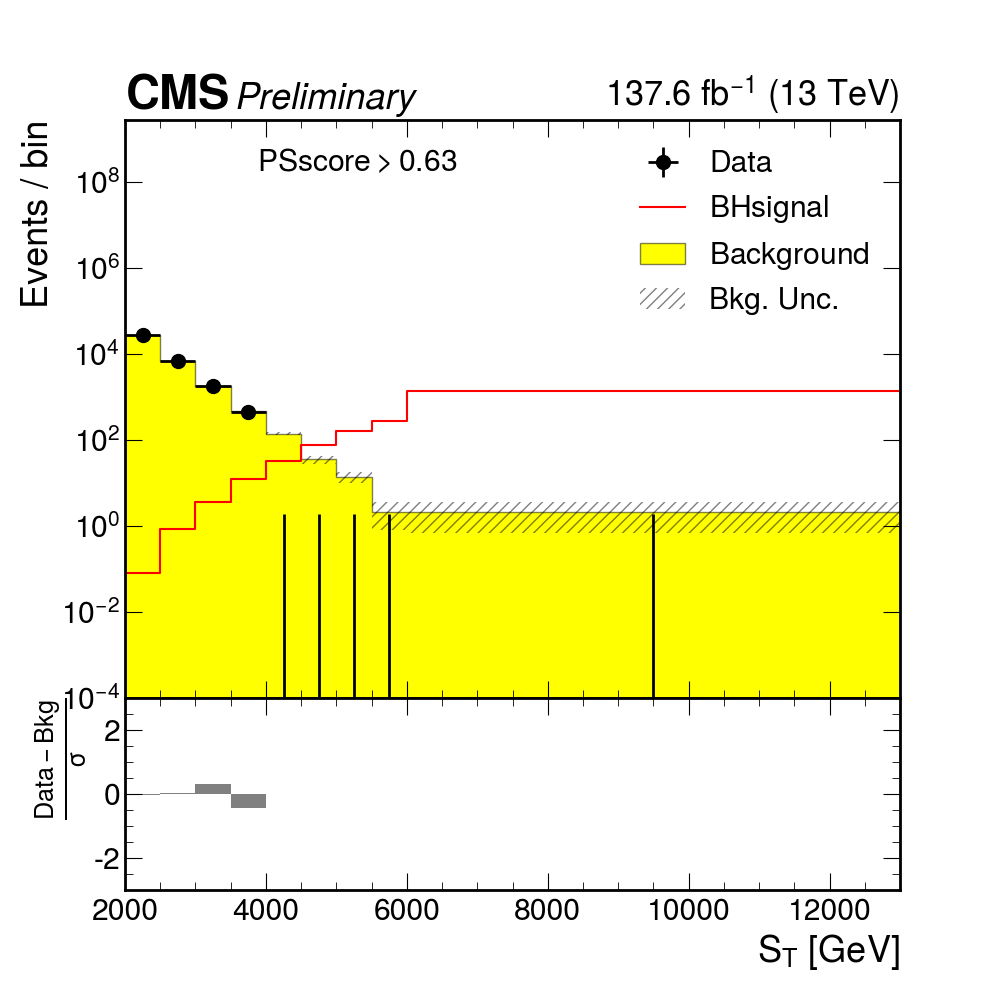 CMS Preliminary 137.6 fb⁻¹ (13 TeV)
Events / bin
PSscore > 0.63
Data
BHsignal
Background
Bkg. Unc.
10⁸
10⁶
10⁴
10²
10⁰
10⁻²
10⁻⁴
Data − Bkg
σ
2
0
-2
2000 4000 6000 8000 10000 12000
S_T [GeV]